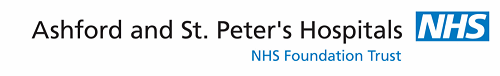 Ashford and St. Peter's Hospitals NHS
NHS Foundation Trust